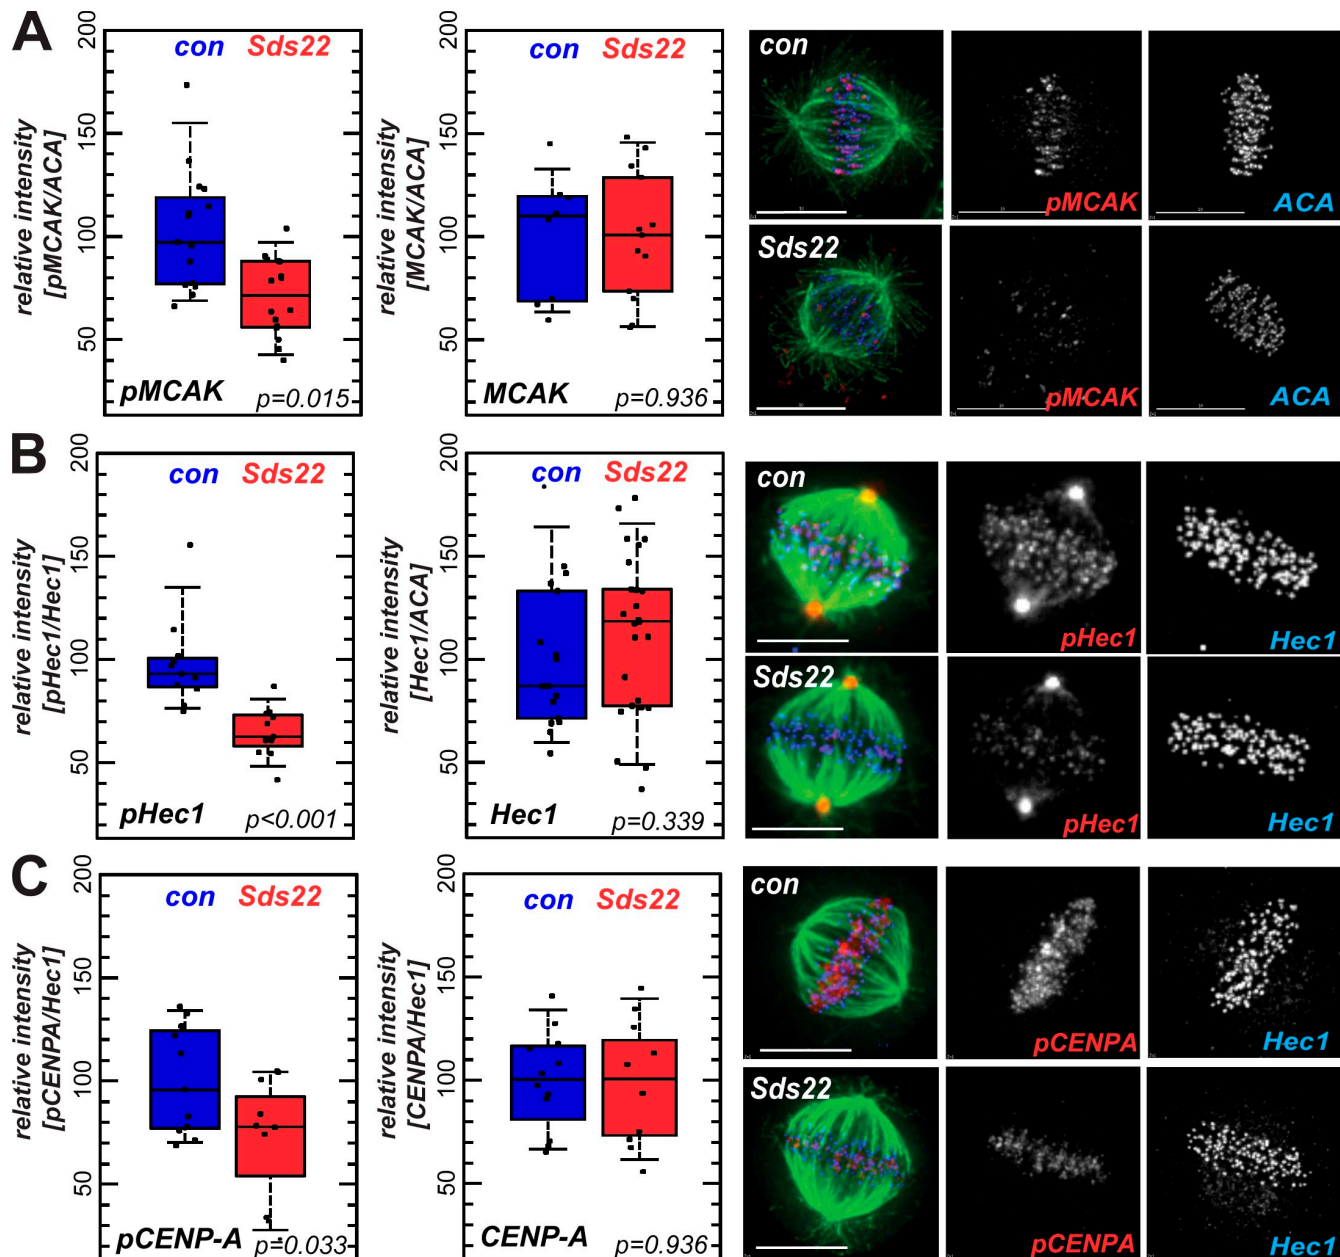 A
200
150
100
50
relative intensity
[pMCAK/ACA]
con Sds22
pMCAK
p=0.015
200
150
100
50
relative intensity
[MCAK/ACA]
con Sds22
MCAK
p=0.936
con
pMCAK
ACA
Sds22
pMCAK
ACA
B
200
150
100
50
relative intensity
[pHec1/Hec1]
con Sds22
pHec1
p<0.001
200
150
100
50
relative intensity
[Hec1/ACA]
con Sds22
Hec1
p=0.339
con
pHec1
Hec1
Sds22
pHec1
Hec1
C
200
150
100
50
relative intensity
[pCENPA/Hec1]
con Sds22
pCENP-A
p=0.033
200
150
100
50
relative intensity
[CENPA/Hec1]
con Sds22
CENP-A
p=0.936
con
pCENPA
Hec1
Sds22
pCENPA
Hec1